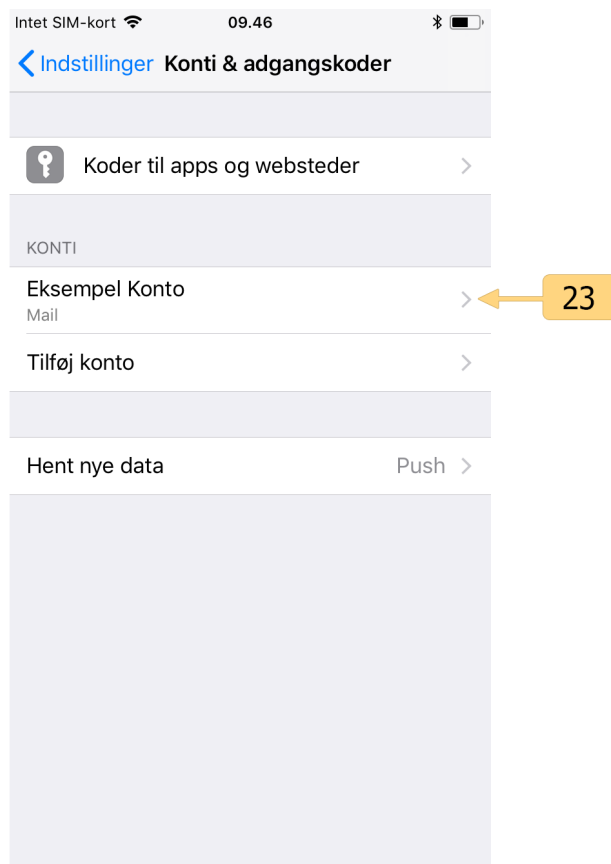 Intet SIM-kort 09.46
Indstillinger Konti & adgangskoder
Koder til apps og websteder
KONTI
Eksempel Konto
Mail
23
Tilføj konto
Hent nye data Push